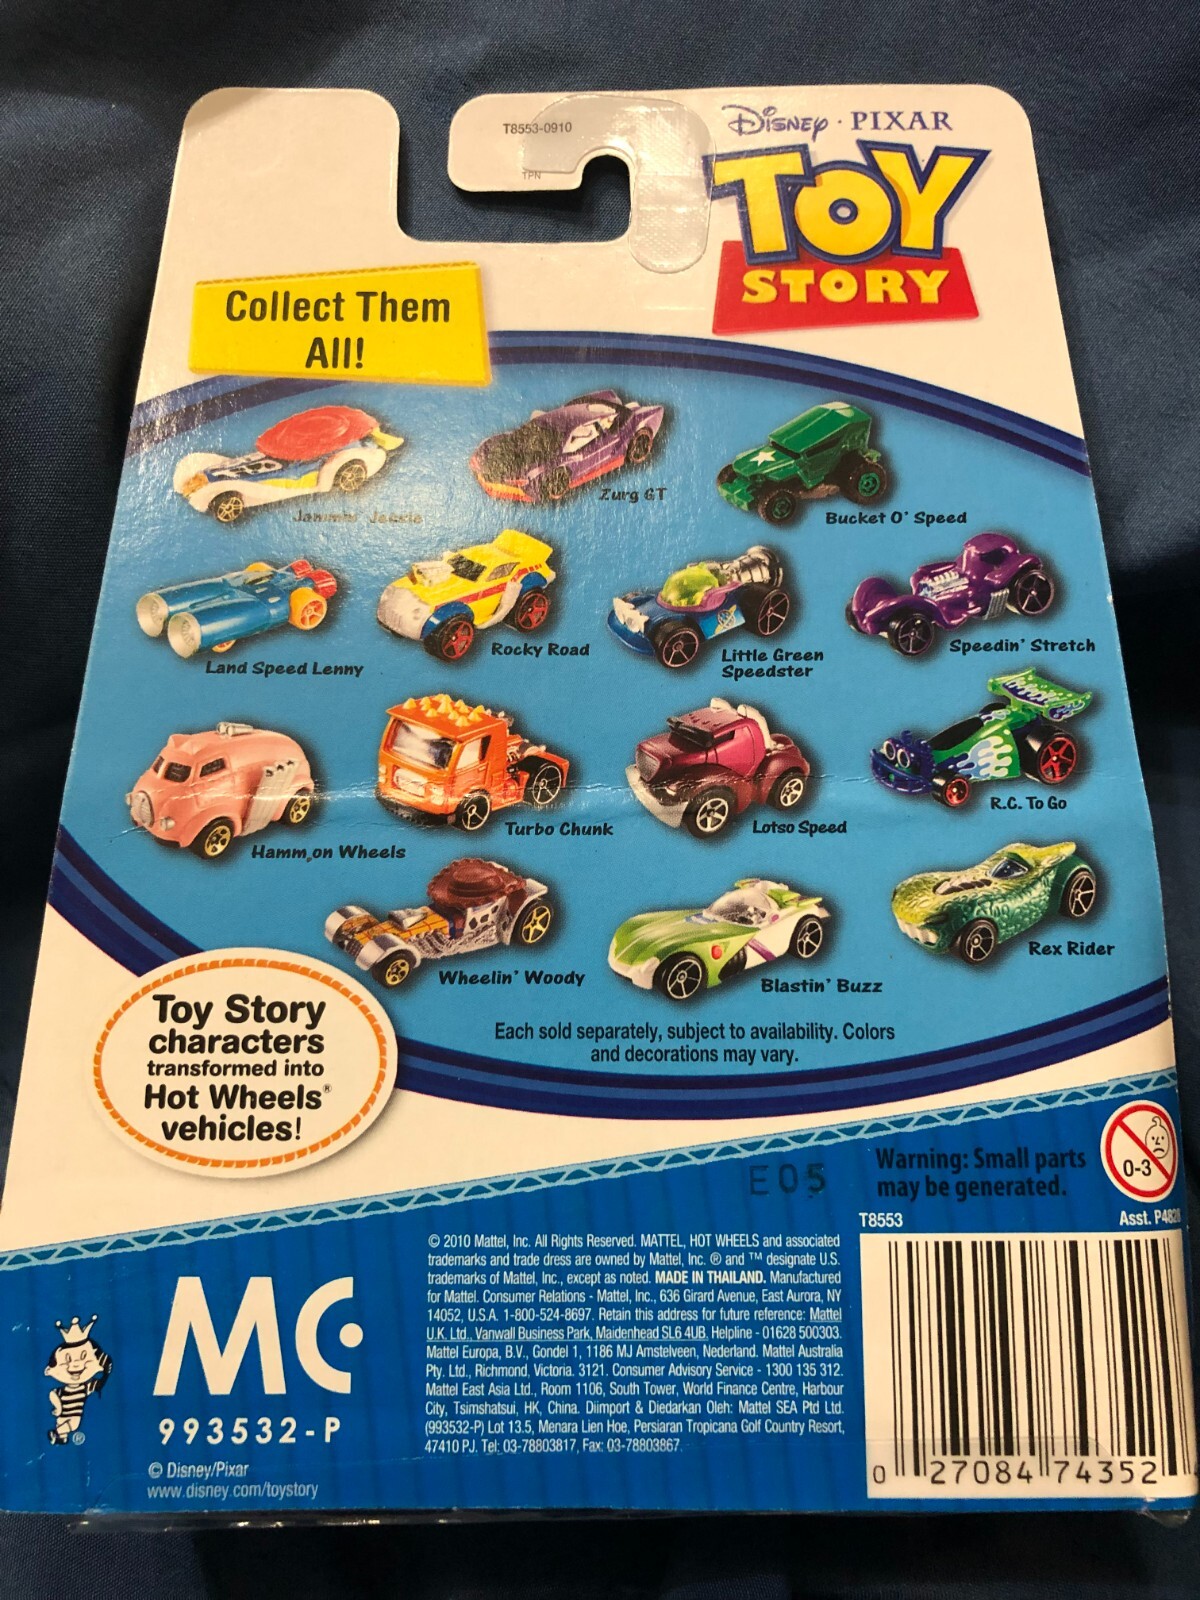 T8553-0910
1PN
Disney · PIXAR
TOY
STORY
Collect Them
All!
Jammin' Jessie
Zurg GT
Bucket O' Speed
Land Speed Lenny
Rocky Road
Little Green
Speedster
Speedin' Stretch
Hamm on Wheels
Turbo Chunk
Lotso Speed
R.C. To Go
Wheelin' Woody
Blastin' Buzz
Rex Rider
Each sold separately, subject to availability. Colors
and decorations may vary.
Toy Story
characters
transformed into
Hot Wheels®
vehicles!
E05
Warning: Small parts
may be generated.
0-3
T8553
Asst. P4828
© 2010 Mattel, Inc. All Rights Reserved. MATTEL, HOT WHEELS and associated
trademarks and trade dress are owned by Mattel, Inc. ® and ™ designate U.S.
trademarks of Mattel, Inc., except as noted. MADE IN THAILAND. Manufactured
for Mattel. Consumer Relations - Mattel, Inc., 636 Girard Avenue, East Aurora, NY
14052, U.S.A. 1-800-524-8697. Retain this address for future reference: Mattel
U.K. Ltd., Vanwall Business Park, Maidenhead SL6 4UB. Helpline - 01628 500303.
Mattel Europa, B.V., Gondel 1, 1186 MJ Amstelveen, Nederland. Mattel Australia
Pty. Ltd., Richmond, Victoria. 3121. Consumer Advisory Service - 1300 135 312.
Mattel East Asia Ltd., Room 1106, South Tower, World Finance Centre, Harbour
City, Tsimshatsui, HK, China. Diimport & Diedarkan Oleh: Mattel SEA Ptd Ltd.
(993532-P) Lot 13.5, Menara Lien Hoe, Persiaran Tropicana Golf Country Resort,
47410 PJ. Tel: 03-78803817, Fax: 03-78803867.
MC
993532-P
®
© Disney/Pixar
www.disney.com/toystory
0 27084 74352